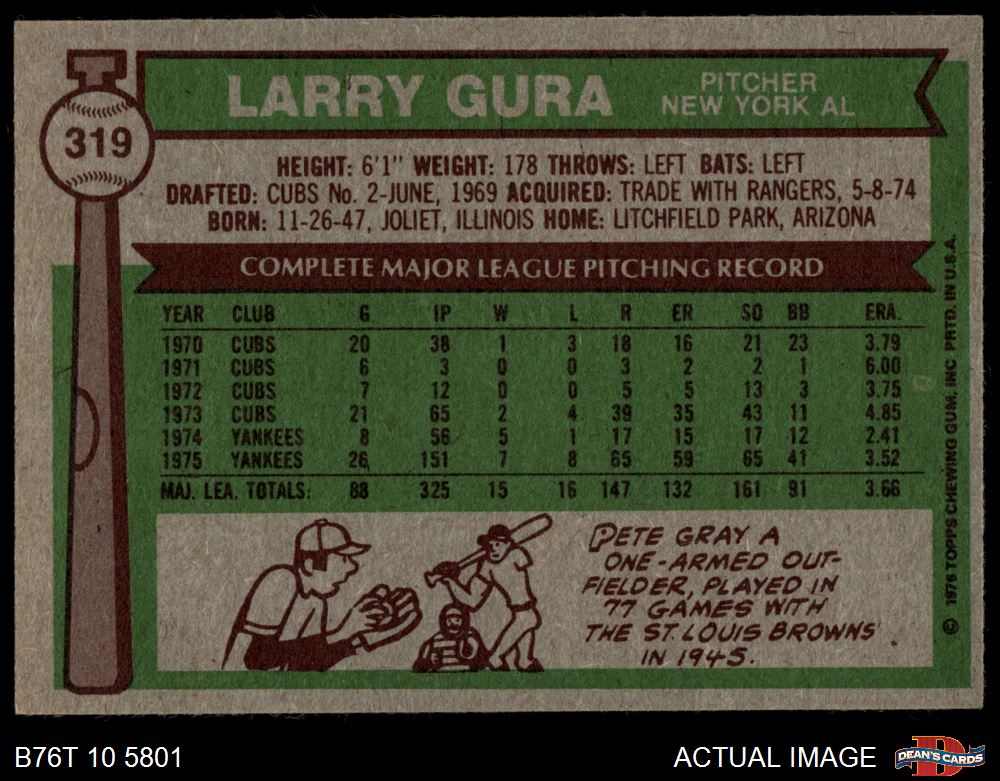 319
LARRY GURA
PITCHER
NEW YORK AL
HEIGHT: 6'1" WEIGHT: 178 THROWS: LEFT BATS: LEFT
DRAFTED: CUBS No. 2-JUNE, 1969 ACQUIRED: TRADE WITH RANGERS, 5-8-74
BORN: 11-26-47, JOLIET, ILLINOIS HOME: LITCHFIELD PARK, ARIZONA
COMPLETE MAJOR LEAGUE PITCHING RECORD
YEAR CLUB G IP W L R ER SO BB ERA.
1970 CUBS 20 38 1 3 18 16 21 23 3.79
1971 CUBS 6 3 0 0 3 2 2 1 6.00
1972 CUBS 7 12 0 0 5 5 13 3 3.75
1973 CUBS 21 65 2 4 39 35 43 11 4.85
1974 YANKEES 8 56 5 1 17 15 17 12 2.41
1975 YANKEES 26 151 7 8 65 59 65 41 3.52
MAJ. LEA. TOTALS: 88 325 15 16 147 132 161 91 3.66
PETE GRAY A
ONE-ARMED OUT-
FIELDER, PLAYED IN
77 GAMES WITH
THE ST. LOUIS BROWNS'
IN 1945.
© 1976 TOPPS CHEWING GUM, INC PRTD. IN U.S.A.
B76T 10 5801
ACTUAL IMAGE
D
DEAN'S CARDS